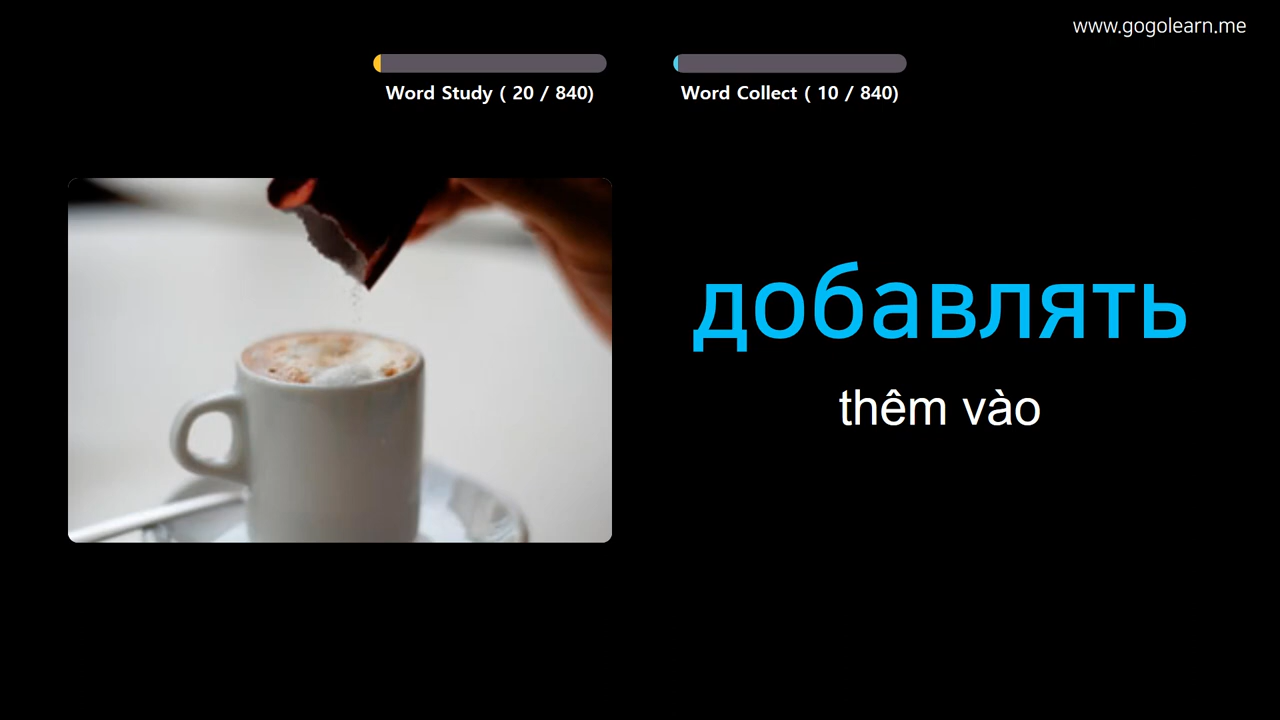 www.gogolearn.me
Word Study ( 20 / 840)
Word Collect ( 10 / 840)
добавлять
thêm vào